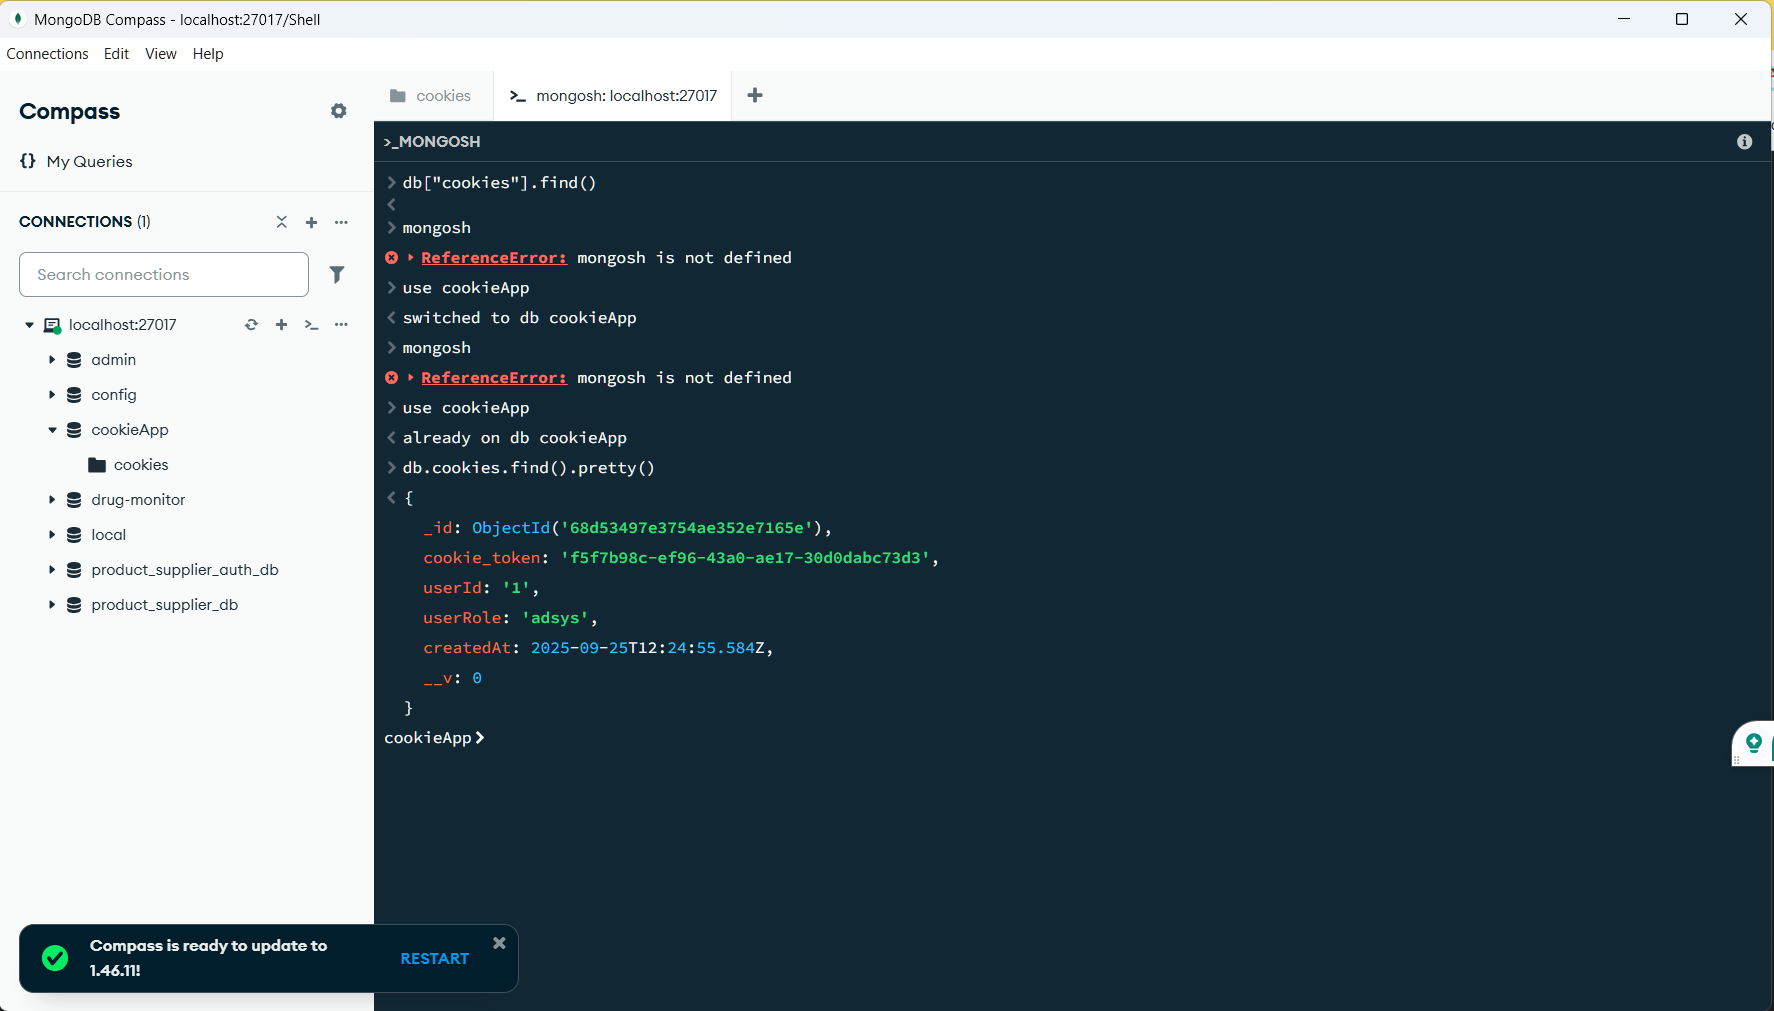 MongoDB Compass - localhost:27017/Shell
Connections Edit View Help
Compass
{} My Queries
CONNECTIONS (1)
Search connections
localhost:27017
admin
config
cookieApp
cookies
drug-monitor
local
product_supplier_auth_db
product_supplier_db
cookies
>_ mongosh: localhost:27017
>_MONGOSH
> db["cookies"].find()
<
> mongosh
ReferenceError: mongosh is not defined
> use cookieApp
< switched to db cookieApp
> mongosh
ReferenceError: mongosh is not defined
> use cookieApp
< already on db cookieApp
> db.cookies.find().pretty()
< {
_id: ObjectId('68d53497e3754ae352e7165e'),
cookie_token: 'f5f7b98c-ef96-43a0-ae17-30d0dabc73d3',
userId: '1',
userRole: 'adsys',
createdAt: 2025-09-25T12:24:55.584Z,
__v: 0
}
cookieApp>
Compass is ready to update to
1.46.11!
RESTART